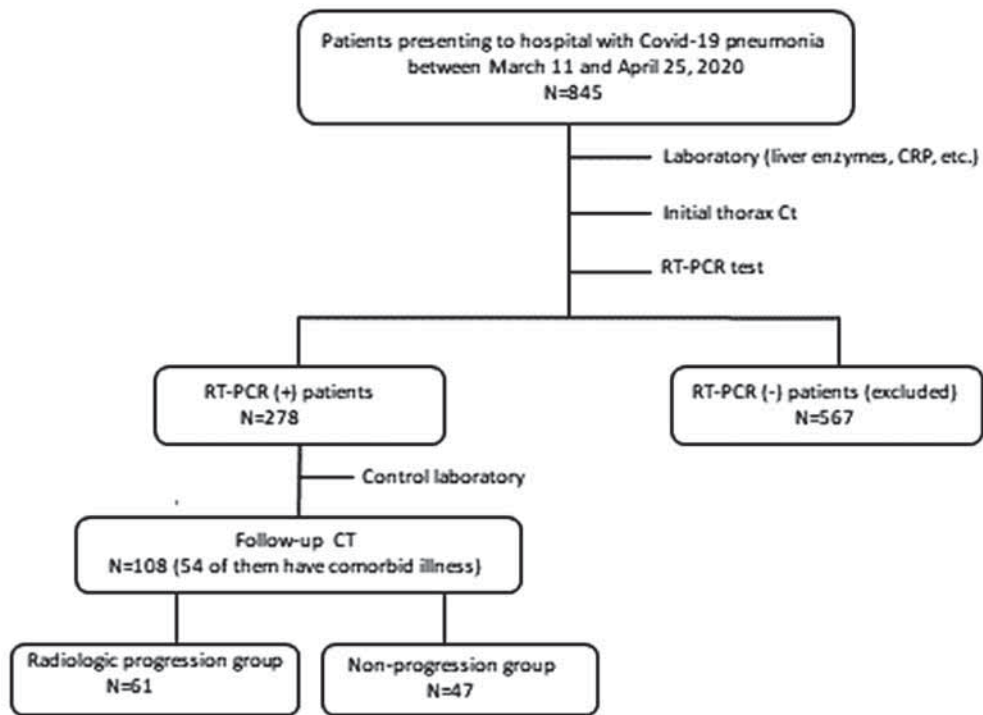 Patients presenting to hospital with Covid-19 pneumonia
between March 11 and April 25, 2020
N=845
Laboratory (liver enzymes, CRP, etc.)
Initial thorax Ct
RT-PCR test
RT-PCR (+) patients
N=278
RT-PCR (-) patients (excluded)
N=567
Control laboratory
Follow-up CT
N=108 (54 of them have comorbid illness)
Radiologic progression group
N=61
Non-progression group
N=47